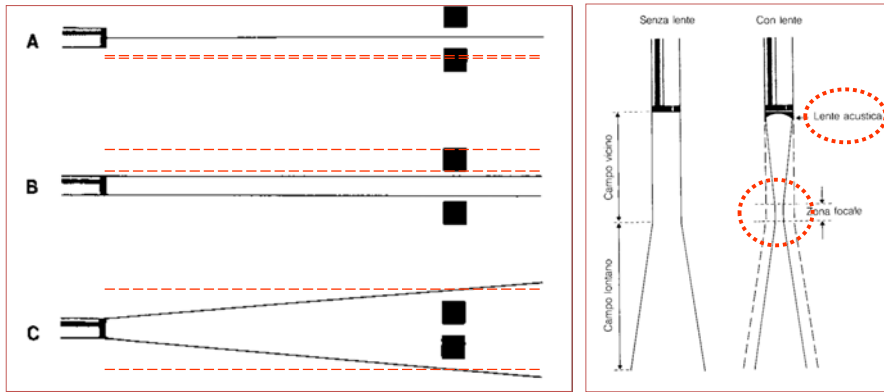 A
B
C
Senza lente
Con lente
Lente acustica
Campo vicino
Zona focale
Campo lontano